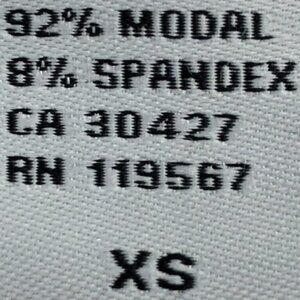 92% MODAL
8% SPANDEX
CA 30427
RN 119567
XS